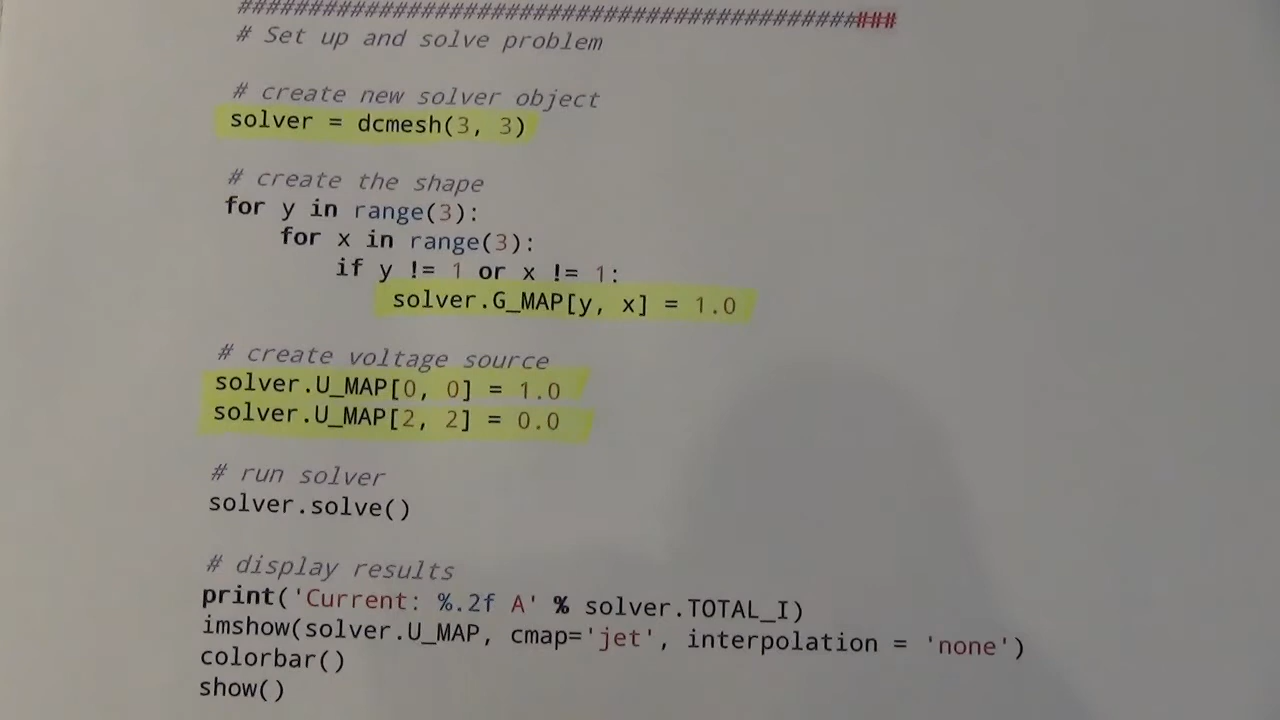 ###############################################
# Set up and solve problem
# create new solver object
solver = dcmesh(3, 3)
# create the shape
for y in range(3):
for x in range(3):
if y != 1 or x != 1:
solver.G_MAP[y, x] = 1.0
# create voltage source
solver.U_MAP[0, 0] = 1.0
solver.U_MAP[2, 2] = 0.0
# run solver
solver.solve()
# display results
print('Current: %.2f A' % solver.TOTAL_I)
imshow(solver.U_MAP, cmap='jet', interpolation = 'none')
colorbar()
show()